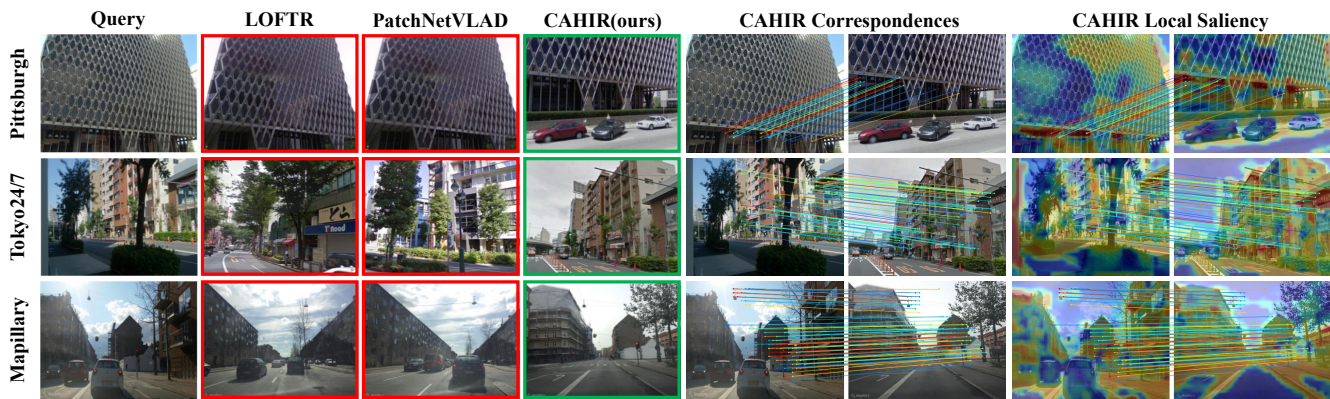 Query LOFTR PatchNetVLAD CAHIR(ours) CAHIR Correspondences CAHIR Local Saliency
Pittsburgh
Tokyo24/7
Mapillary